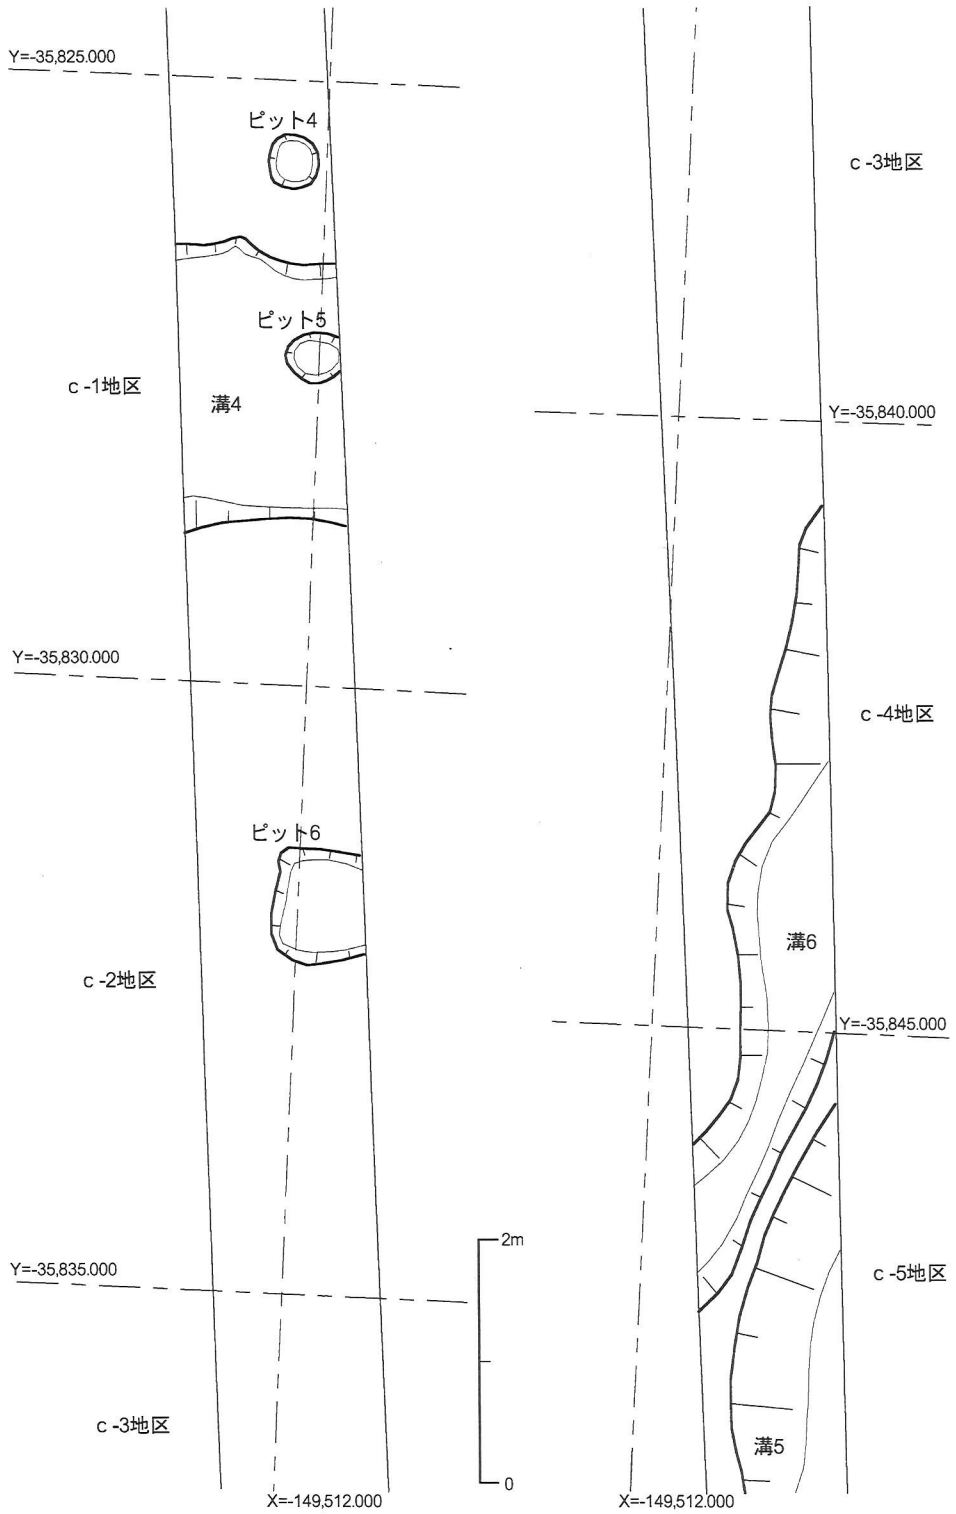 Y=-35,825.000
ピット4
ピット5
c -1地区
溝4
Y=-35,830.000
ピット6
c -2地区
Y=-35,835.000
c -3地区
X=-149,512.000
2m
0
c -3地区
Y=-35,840.000
c -4地区
溝6
Y=-35,845.000
c -5地区
溝5
X=-149,512.000